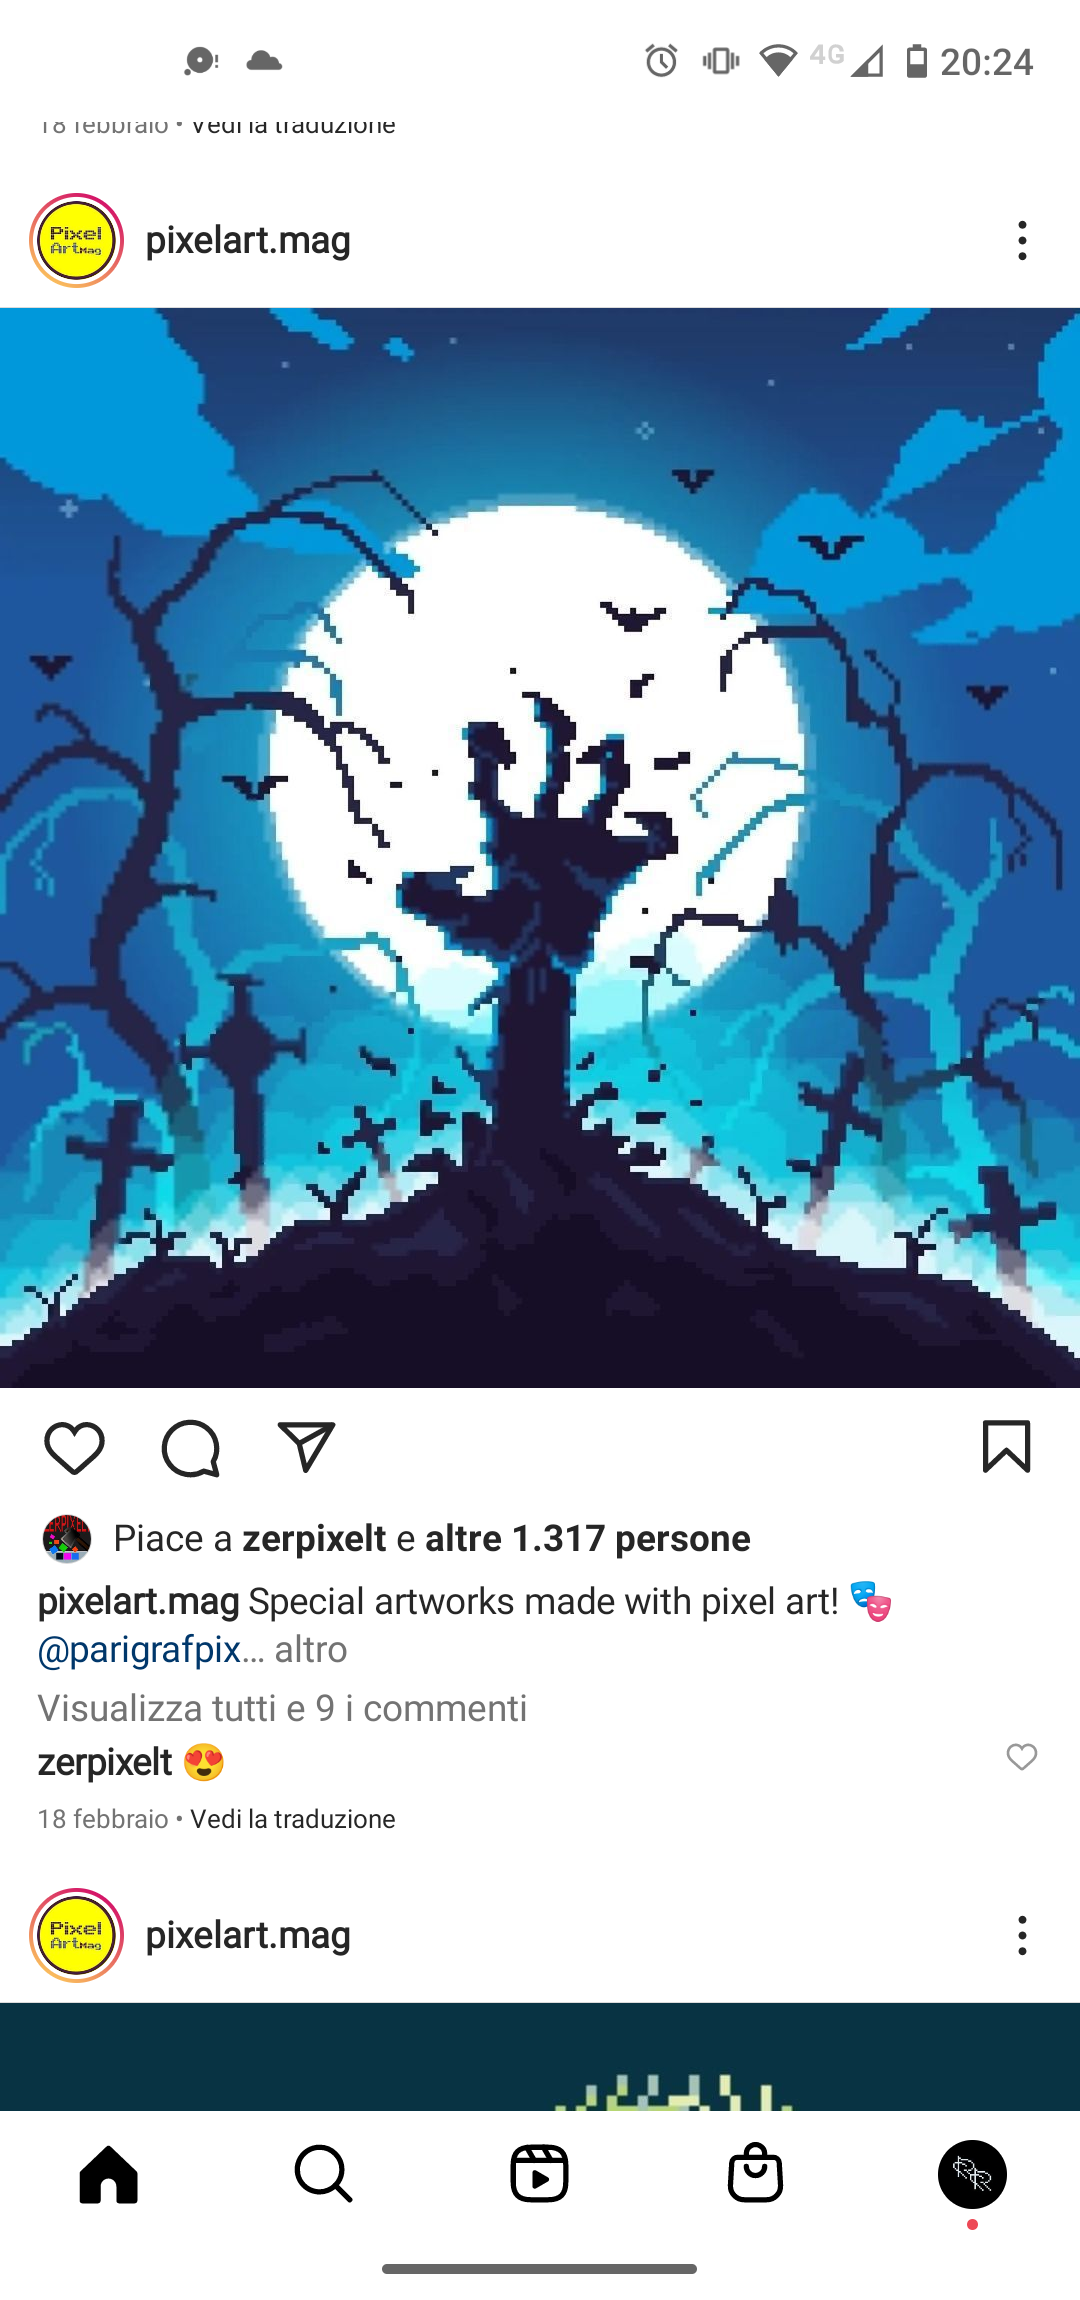 4G 20:24
18 febbraio • Vedi la traduzione
Pixel
Art Mag
pixelart.mag
Piace a zerpixelt e altre 1.317 persone
pixelart.mag Special artworks made with pixel art! 🎭
@parigrafpix... altro
Visualizza tutti e 9 i commenti
zerpixelt 😍
18 febbraio • Vedi la traduzione
Pixel
Art Mag
pixelart.mag